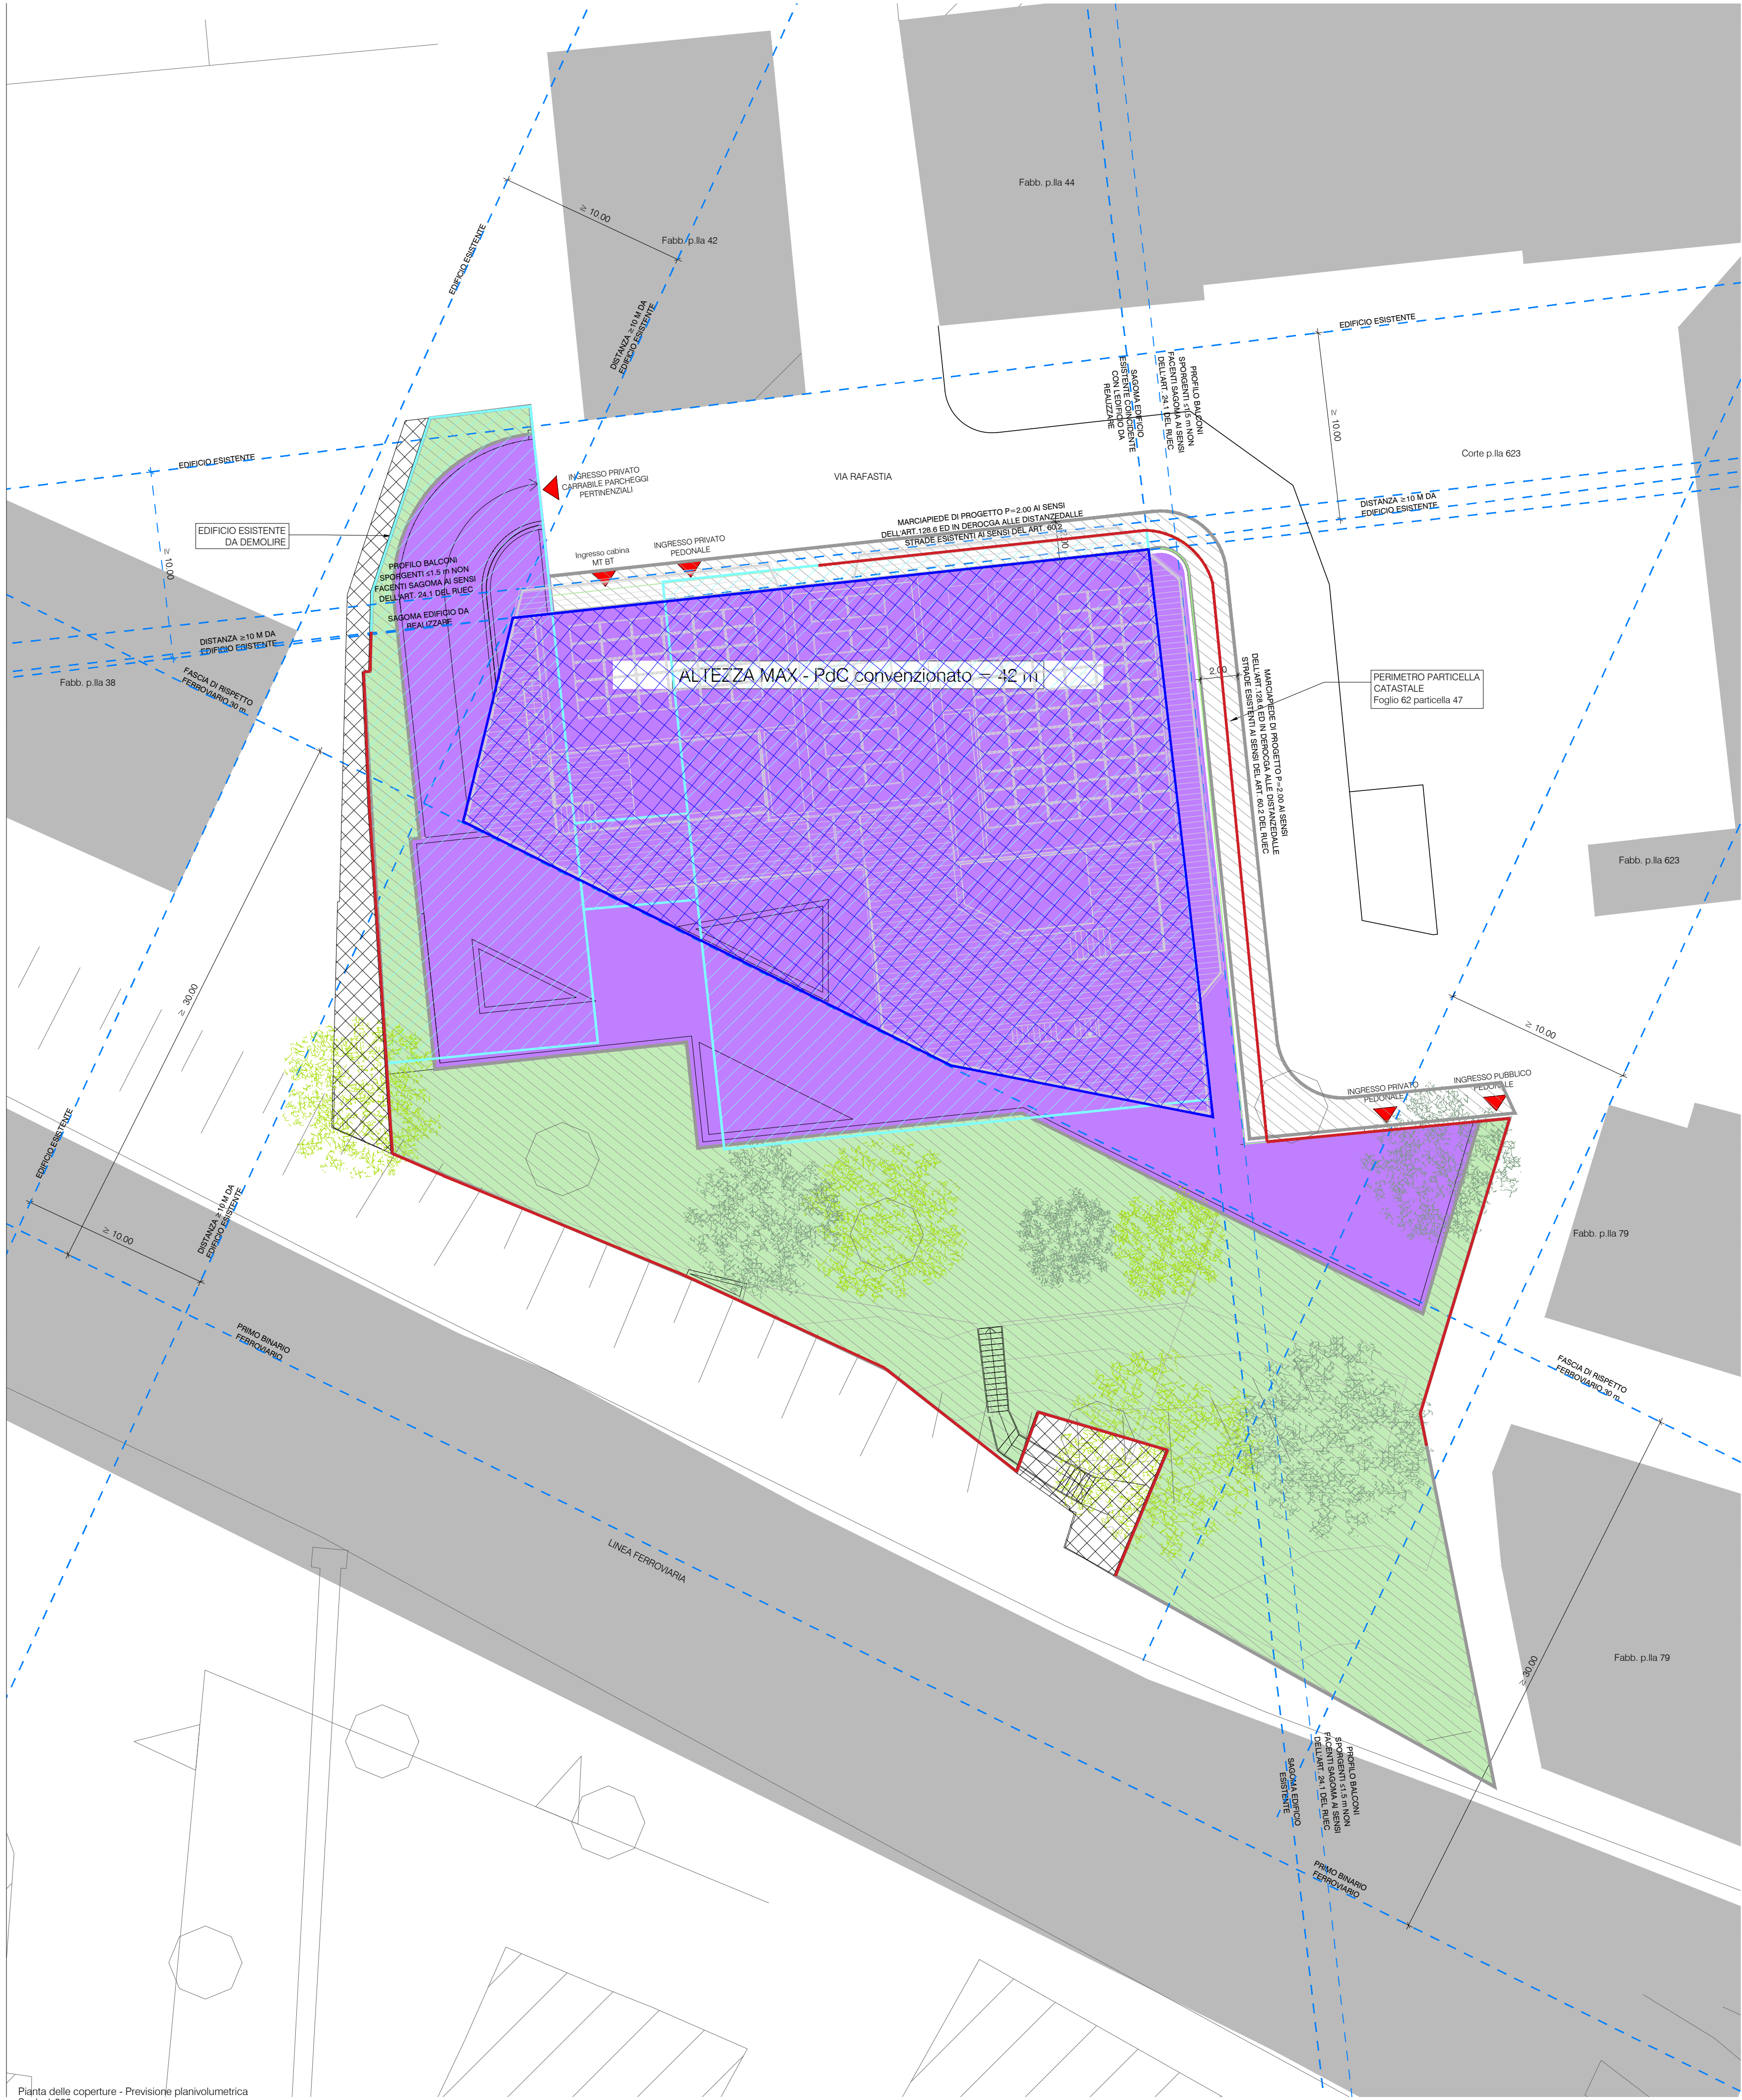 Fabb. p.lla 44
≥ 10.00
Fabb. p.lla 42
EDIFICIO ESISTENTE
DISTANZA ≥10 M DA
EDIFICIO ESISTENTE
EDIFICIO ESISTENTE
SAGOMA EDIFICIO
ESISTENTE COINCIDENTE
CON L'EDIFICIO DA
REALIZZARE
PROFILO BALCONI
SPORGENTI ≤1.5 m NON
FACENTI SAGOMA AI SENSI
DELL'ART. 24.1 DEL RUEC
≥ 10.00
Corte p.lla 623
EDIFICIO ESISTENTE
INGRESSO PRIVATO
CARRABILE PARCHEGGI
PERTINENZIALI
VIA RAFASTIA
DISTANZA ≥10 M DA
EDIFICIO ESISTENTE
MARCIAPIEDE DI PROGETTO P=2.00 AI SENSI
DELL'ART.128.6 ED IN DEROCGA ALLE DISTANZEDALLE
STRADE ESISTENTI AI SENSI DEL ART. 60.2
EDIFICIO ESISTENTE
DA DEMOLIRE
≥ 10.00
Ingresso cabina
MT BT
INGRESSO PRIVATO
PEDONALE
PROFILO BALCONI
SPORGENTI ≤1.5 m NON
FACENTI SAGOMA AI SENSI
DELL'ART. 24.1 DEL RUEC
SAGOMA EDIFICIO DA
REALIZZARE
DISTANZA ≥10 M DA
EDIFICIO ESISTENTE
Fabb. p.lla 38
FASCIA DI RISPETTO
FERROVIARIO 30 m
ALTEZZA MAX - PdC convenzionato = 42 m
2.00
MARCIAPIEDE DI PROGETTO P=2.00 AI SENSI
DELL'ART.128.6 ED IN DEROCGA ALLE DISTANZEDALLE
STRADE ESISTENTI AI SENSI DEL ART. 60.2 DEL RUEC
PERIMETRO PARTICELLA
CATASTALE
Foglio 62 particella 47
Fabb. p.lla 623
≥ 30.00
≥ 10.00
INGRESSO PRIVATO
PEDONALE
INGRESSO PUBBLICO
PEDONALE
EDIFICIO ESISTENTE
DISTANZA ≥10 M DA
EDIFICIO ESISTENTE
≥ 10.00
Fabb. p.lla 79
PRIMO BINARIO
FERROVIARIO
FASCIA DI RISPETTO
FERROVIARIO 30 m
LINEA FERROVIARIA
≥ 30.00
Fabb. p.lla 79
SAGOMA EDIFICIO
ESISTENTE
PROFILO BALCONI
SPORGENTI ≤1.5 m NON
FACENTI SAGOMA AI SENSI
DELL'ART. 24.1 DEL RUEC
PRIMO BINARIO
FERROVIARIO
Pianta delle coperture - Previsione planivolumetrica